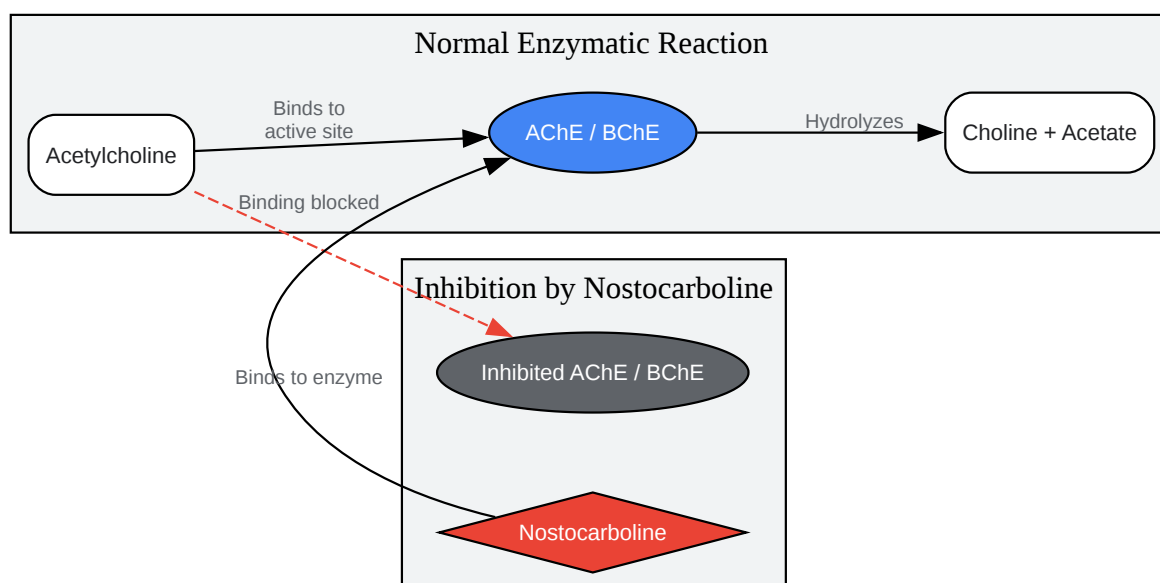 Normal Enzymatic Reaction
Binds to
active site
Acetylcholine
AChE / BChE
Hydrolyzes
Choline + Acetate
Binding blocked
Inhibition by Nostocarboline
Inhibited AChE / BChE
Binds to enzyme
Nostocarboline